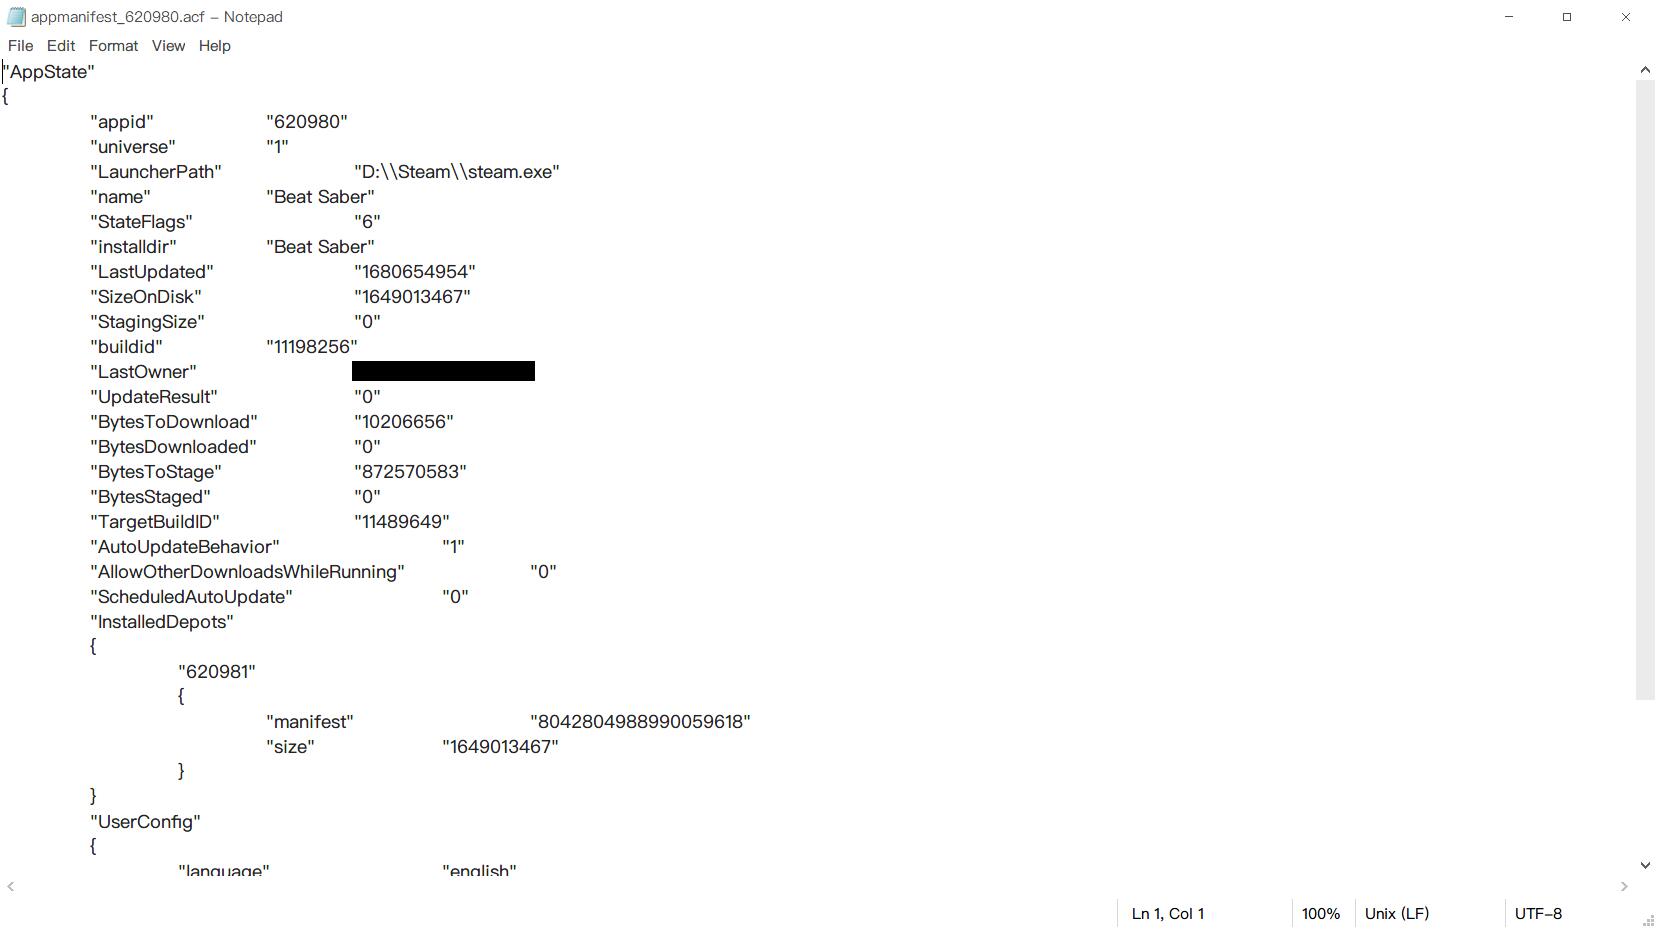 appmanifest_620980.acf – Notepad
File Edit Format View Help
"AppState"
{
"appid" "620980"
"universe" "1"
"LauncherPath" "D:\\Steam\\steam.exe"
"name" "Beat Saber"
"StateFlags" "6"
"installdir" "Beat Saber"
"LastUpdated" "1680654954"
"SizeOnDisk" "1649013467"
"StagingSize" "0"
"buildid" "11198256"
"LastOwner"
"UpdateResult" "0"
"BytesToDownload" "10206656"
"BytesDownloaded" "0"
"BytesToStage" "872570583"
"BytesStaged" "0"
"TargetBuildID" "11489649"
"AutoUpdateBehavior" "1"
"AllowOtherDownloadsWhileRunning" "0"
"ScheduledAutoUpdate" "0"
"InstalledDepots"
{
"620981"
{
"manifest" "8042804988990059618"
"size" "1649013467"
}
}
"UserConfig"
{
"language" "english"
Ln 1, Col 1 100% Unix (LF) UTF-8